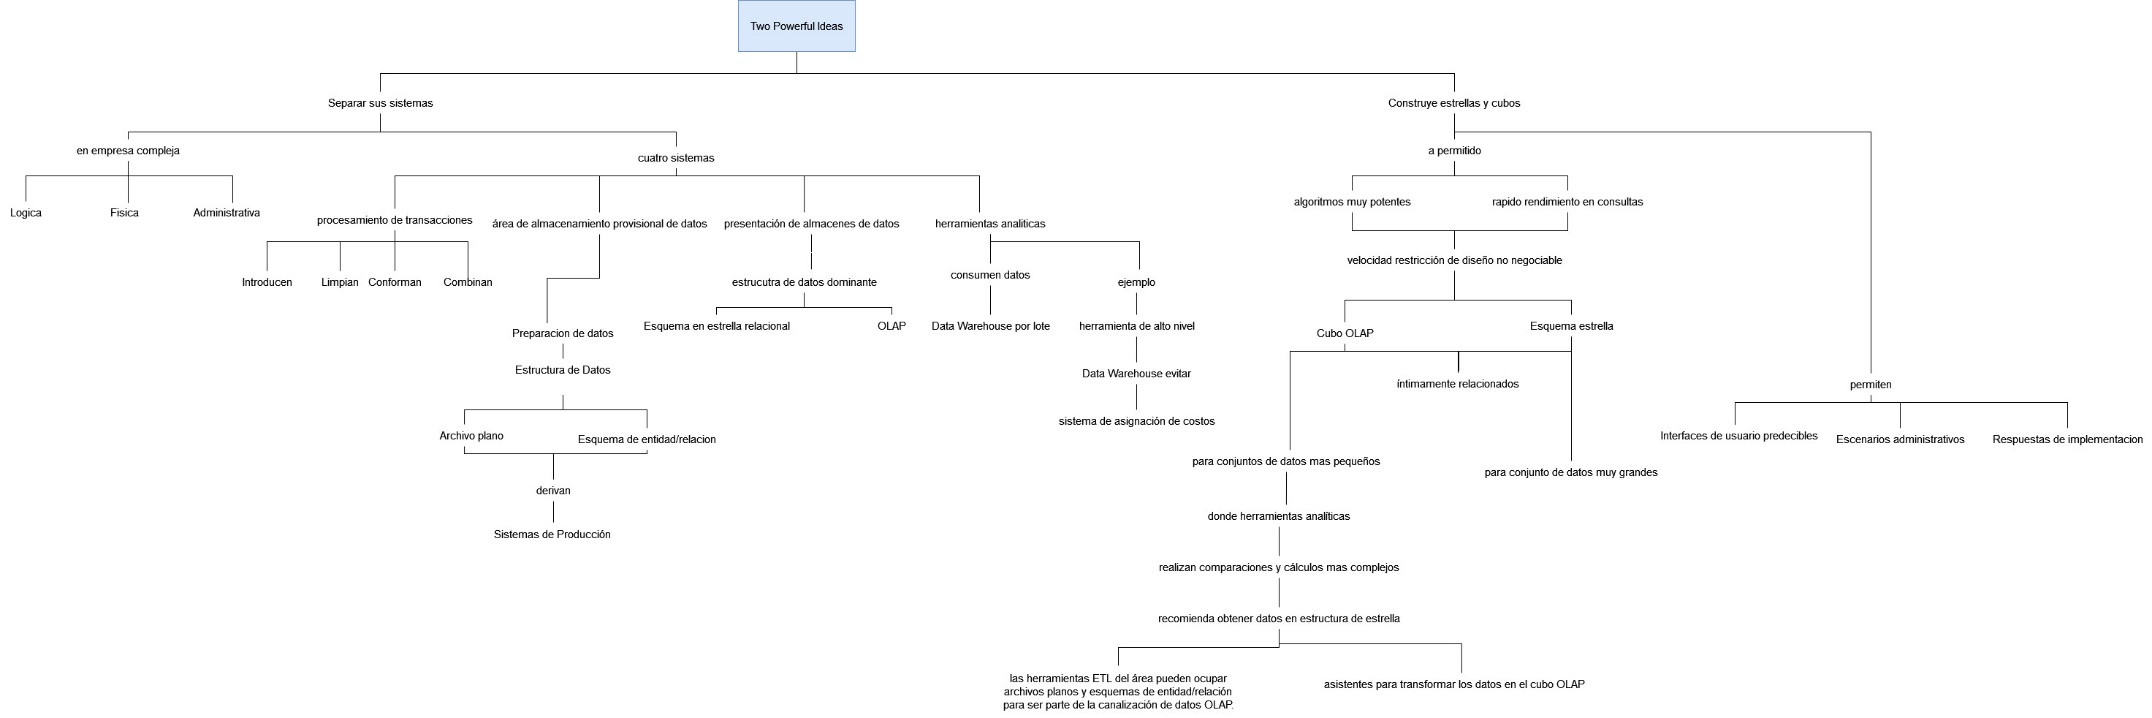 Two Powerful Ideas
Separar sus sistemas
Construye estrellas y cubos
en empresa compleja
cuatro sistemas
a permitido
Logica
Fisica
Administrativa
procesamiento de transacciones
área de almacenamiento provisional de datos
presentación de almacenes de datos
herramientas analiticas
algoritmos muy potentes
rapido rendimiento en consultas
Introducen
Limpian
Conforman
Combinan
estrucutra de datos dominante
consumen datos
ejemplo
velocidad restricción de diseño no negociable
Preparacion de datos
Esquema en estrella relacional
OLAP
Data Warehouse por lote
herramienta de alto nivel
Cubo OLAP
Esquema estrella
Estructura de Datos
Data Warehouse evitar
íntimamente relacionados
permiten
Archivo plano
Esquema de entidad/relacion
sistema de asignación de costos
Interfaces de usuario predecibles
Escenarios administrativos
Respuestas de implementacion
para conjuntos de datos mas pequeños
para conjunto de datos muy grandes
derivan
Sistemas de Producción
donde herramientas analíticas
realizan comparaciones y cálculos mas complejos
recomienda obtener datos en estructura de estrella
las herramientas ETL del área pueden ocupar
archivos planos y esquemas de entidad/relación
para ser parte de la canalización de datos OLAP.
asistentes para transformar los datos en el cubo OLAP